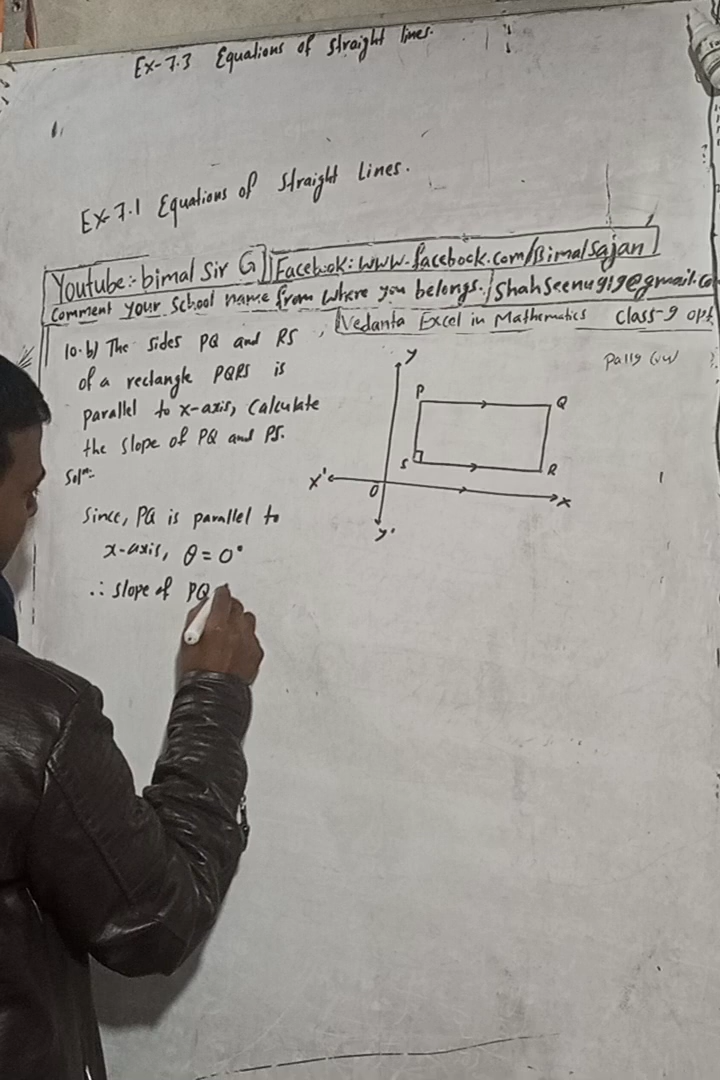 Ex-7.3 Equations of straight lines.
Ex-7.1 Equations of Straight Lines.
Youtube:- bimal Sir G
Facebook: www.facebook.com/Bimalsajan
Comment your School name from where you belongs./
Vedanta Excel in Mathematics Class-9 opt
10.b) The sides PQ and RS
of a rectangle PQRS is
parallel to x-axis, Calculate
the slope of PQ and PS.
Solⁿ:-
Since, PQ is parallel to
x-axis, θ = 0°
∴ slope of PQ
y
P
Q
S
R
X'
O
X
y'